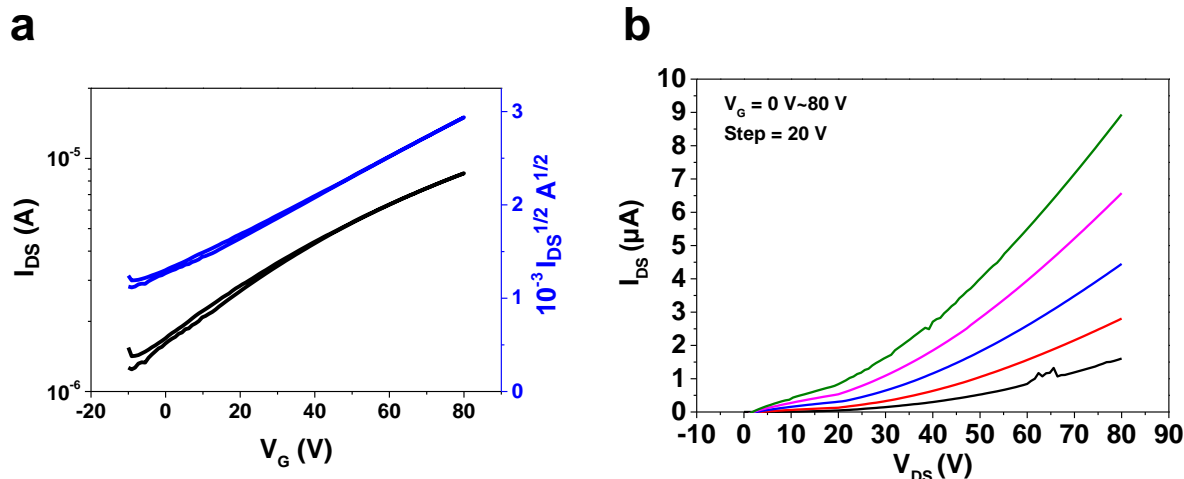 a
I_DS (A)
10^-5
10^-6
-20 0 20 40 60 80
V_G (V)
3
2
1
0
10^-3 I_DS^1/2 A^1/2
b
I_DS (μA)
V_G = 0 V~80 V
Step = 20 V
10
9
8
7
6
5
4
3
2
1
0
-10 0 10 20 30 40 50 60 70 80 90
V_DS (V)